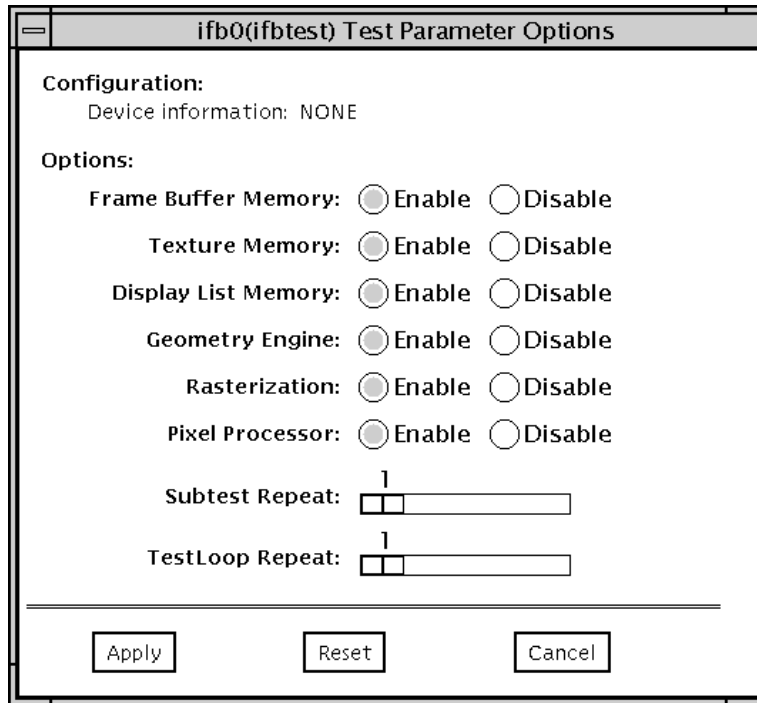 ifb0(ifbtest) Test Parameter Options
Configuration:
Device information: NONE
Options:
Frame Buffer Memory: Enable Disable
Texture Memory: Enable Disable
Display List Memory: Enable Disable
Geometry Engine: Enable Disable
Rasterization: Enable Disable
Pixel Processor: Enable Disable
1
Subtest Repeat:
1
TestLoop Repeat:
Apply Reset Cancel